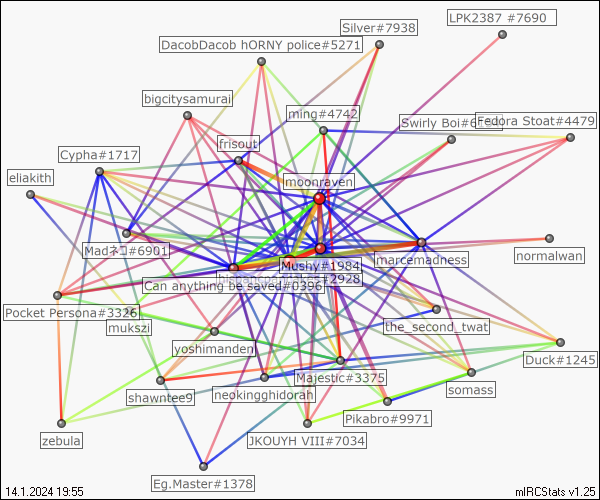 LPK2387 #7690
Silver#7938
DacobDacob hORNY police#5271
bigcitysamurai
ming#4742
Swirly Boi#6
Fedora Stoat#4479
frisout
Cypha#1717
eliakith
moonraven
Madネコ#6901
marcemadness
normalwan
Mushy#1984
#2928
Can anything be saved#0396
Pocket Persona#3326
mukszi
the_second_twat
yoshimanden
Duck#1245
Majestic#3375
shawntee9
neokingghidorah
somass
Pikabro#9971
zebula
JKOUYH VIII#7034
Eg.Master#1378
14.1.2024 19:55
mIRCStats v1.25